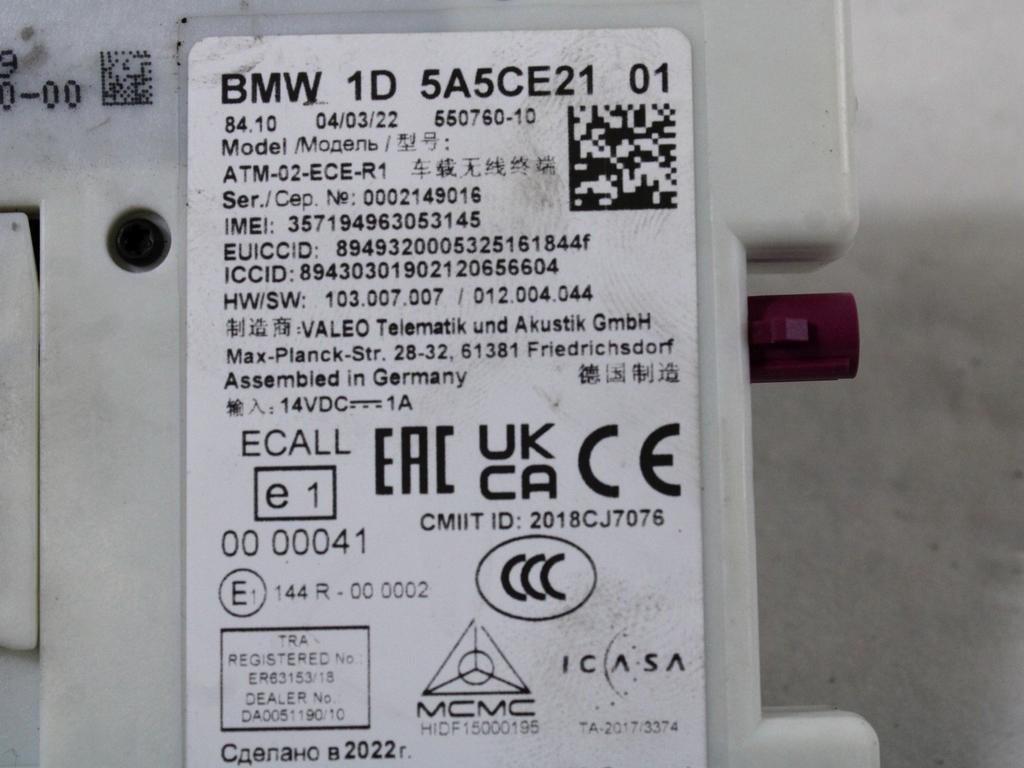 9
0-00
BMW 1D 5A5CE21 01
84.10 04/03/22 550760-10
Model /Модель / 型号:
ATM-02-ECE-R1 车载无线终端
Ser./Сер. №: 0002149016
IMEI: 357194963053145
EUICCID: 8949320005325161844f
ICCID: 89430301902120656604
HW/SW: 103.007.007 / 012.004.044
制造商:VALEO Telematik und Akustik GmbH
Max-Planck-Str. 28-32, 61381 Friedrichsdorf
Assembled in Germany 德国制造
输入: 14VDC⎓1A
ECALL EAC UK CA CE
e 1
CMIIT ID: 2018CJ7076
00 00041
CCC
E1 144 R - 00 0002
TRA
REGISTERED No.:
ER63153/18
DEALER No.:
DA0051190/10
MCMC
HIDF15000195
ICASA
TA-2017/3374
Сделано в 2022г.